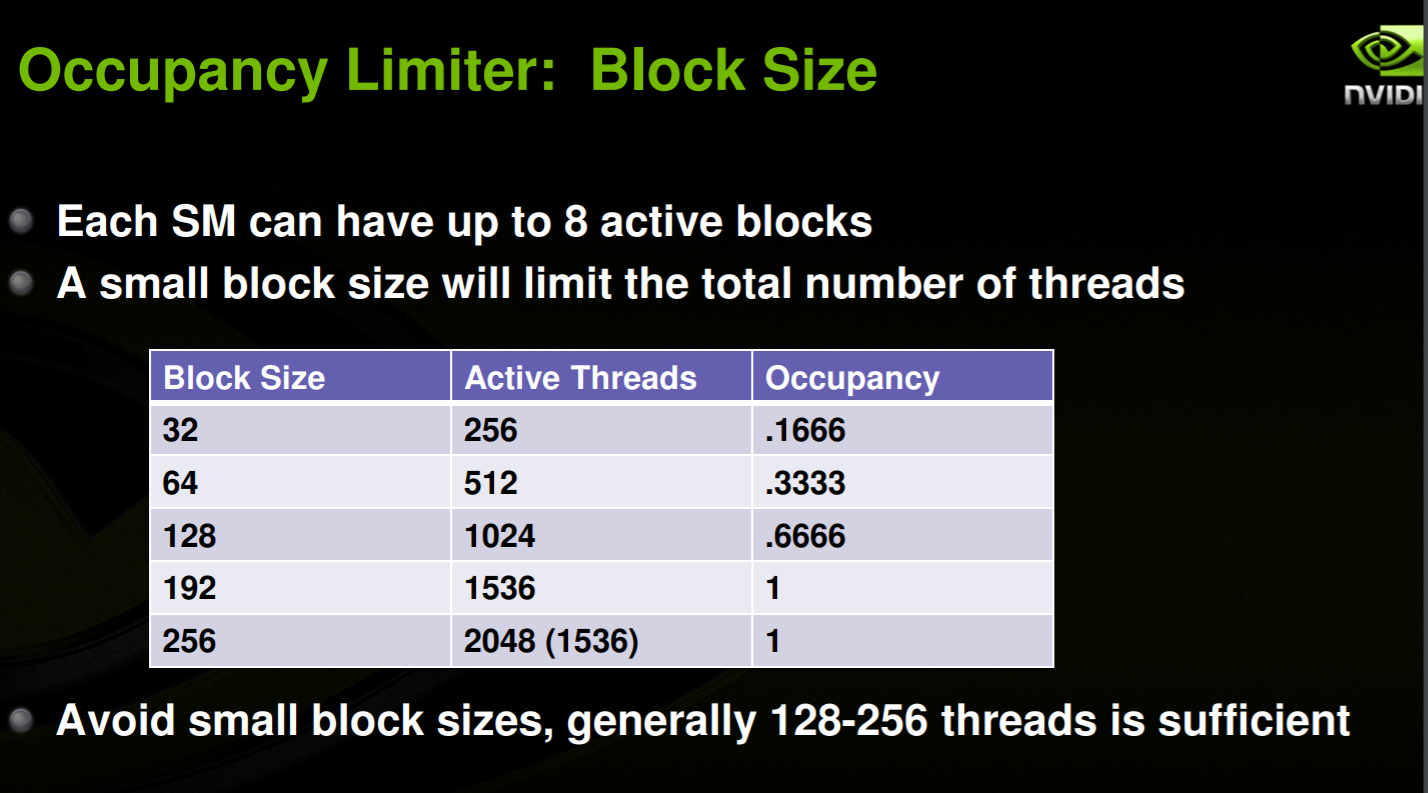 Occupancy Limiter: Block Size
Each SM can have up to 8 active blocks
A small block size will limit the total number of threads
Block Size Active Threads Occupancy
32 256 .1666
64 512 .3333
128 1024 .6666
192 1536 1
256 2048 (1536) 1
Avoid small block sizes, generally 128-256 threads is sufficient